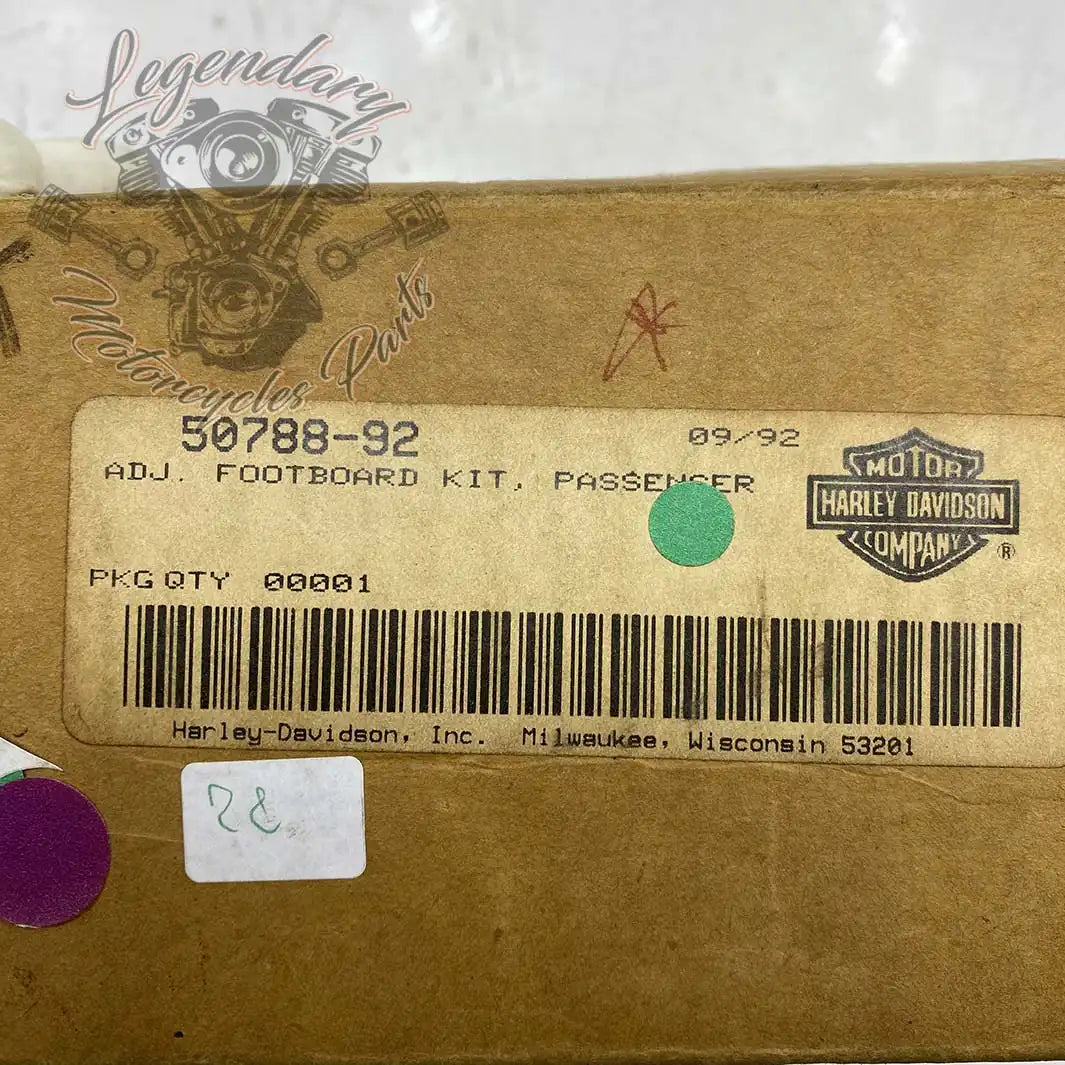 Legendary
Motorcycles Parts
50788-92
09/92
ADJ. FOOTBOARD KIT, PASSENGER
MOTOR
HARLEY DAVIDSON
COMPANY
®
PKG QTY 00001
Harley-Davidson, Inc. Milwaukee, Wisconsin 53201
28